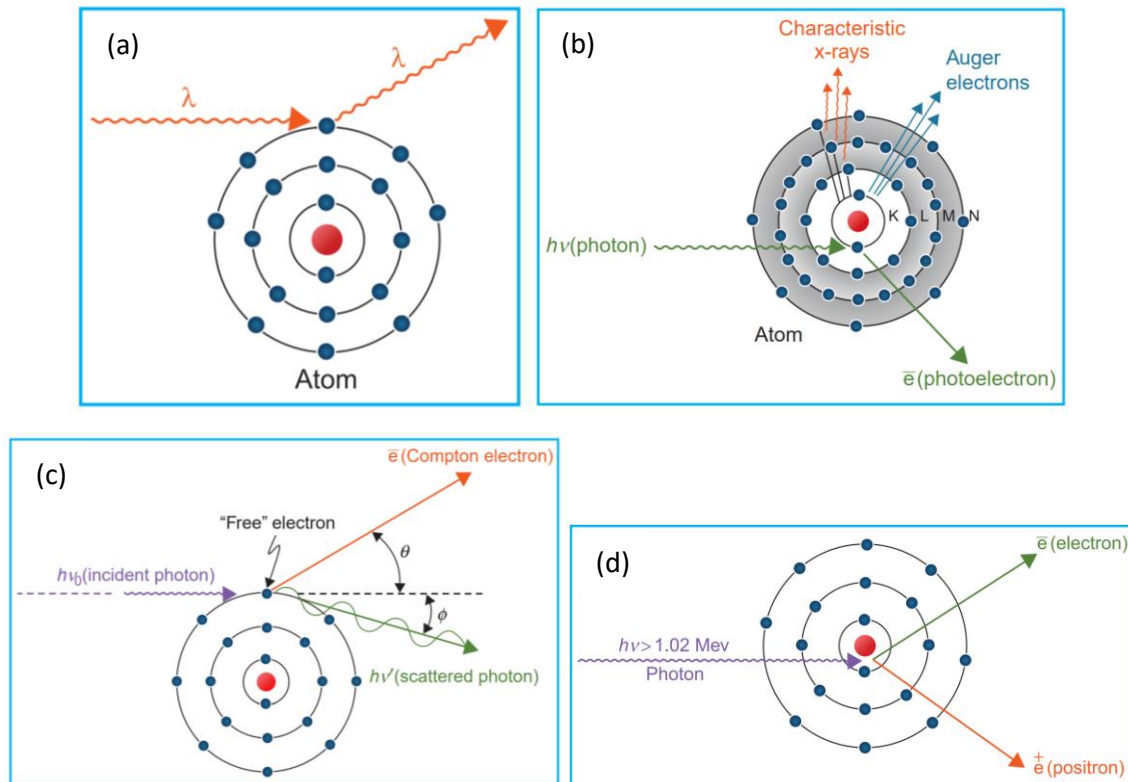 (a)
λ
λ
Atom
(b)
Characteristic
x-rays
Auger
electrons
K L M N
hν(photon)
Atom
e̅(photoelectron)
(c)
e̅(Compton electron)
"Free" electron
θ
hν₀(incident photon)
ϕ
hν′(scattered photon)
(d)
e̅(electron)
hν> 1.02 Mev
Photon
e⁺(positron)